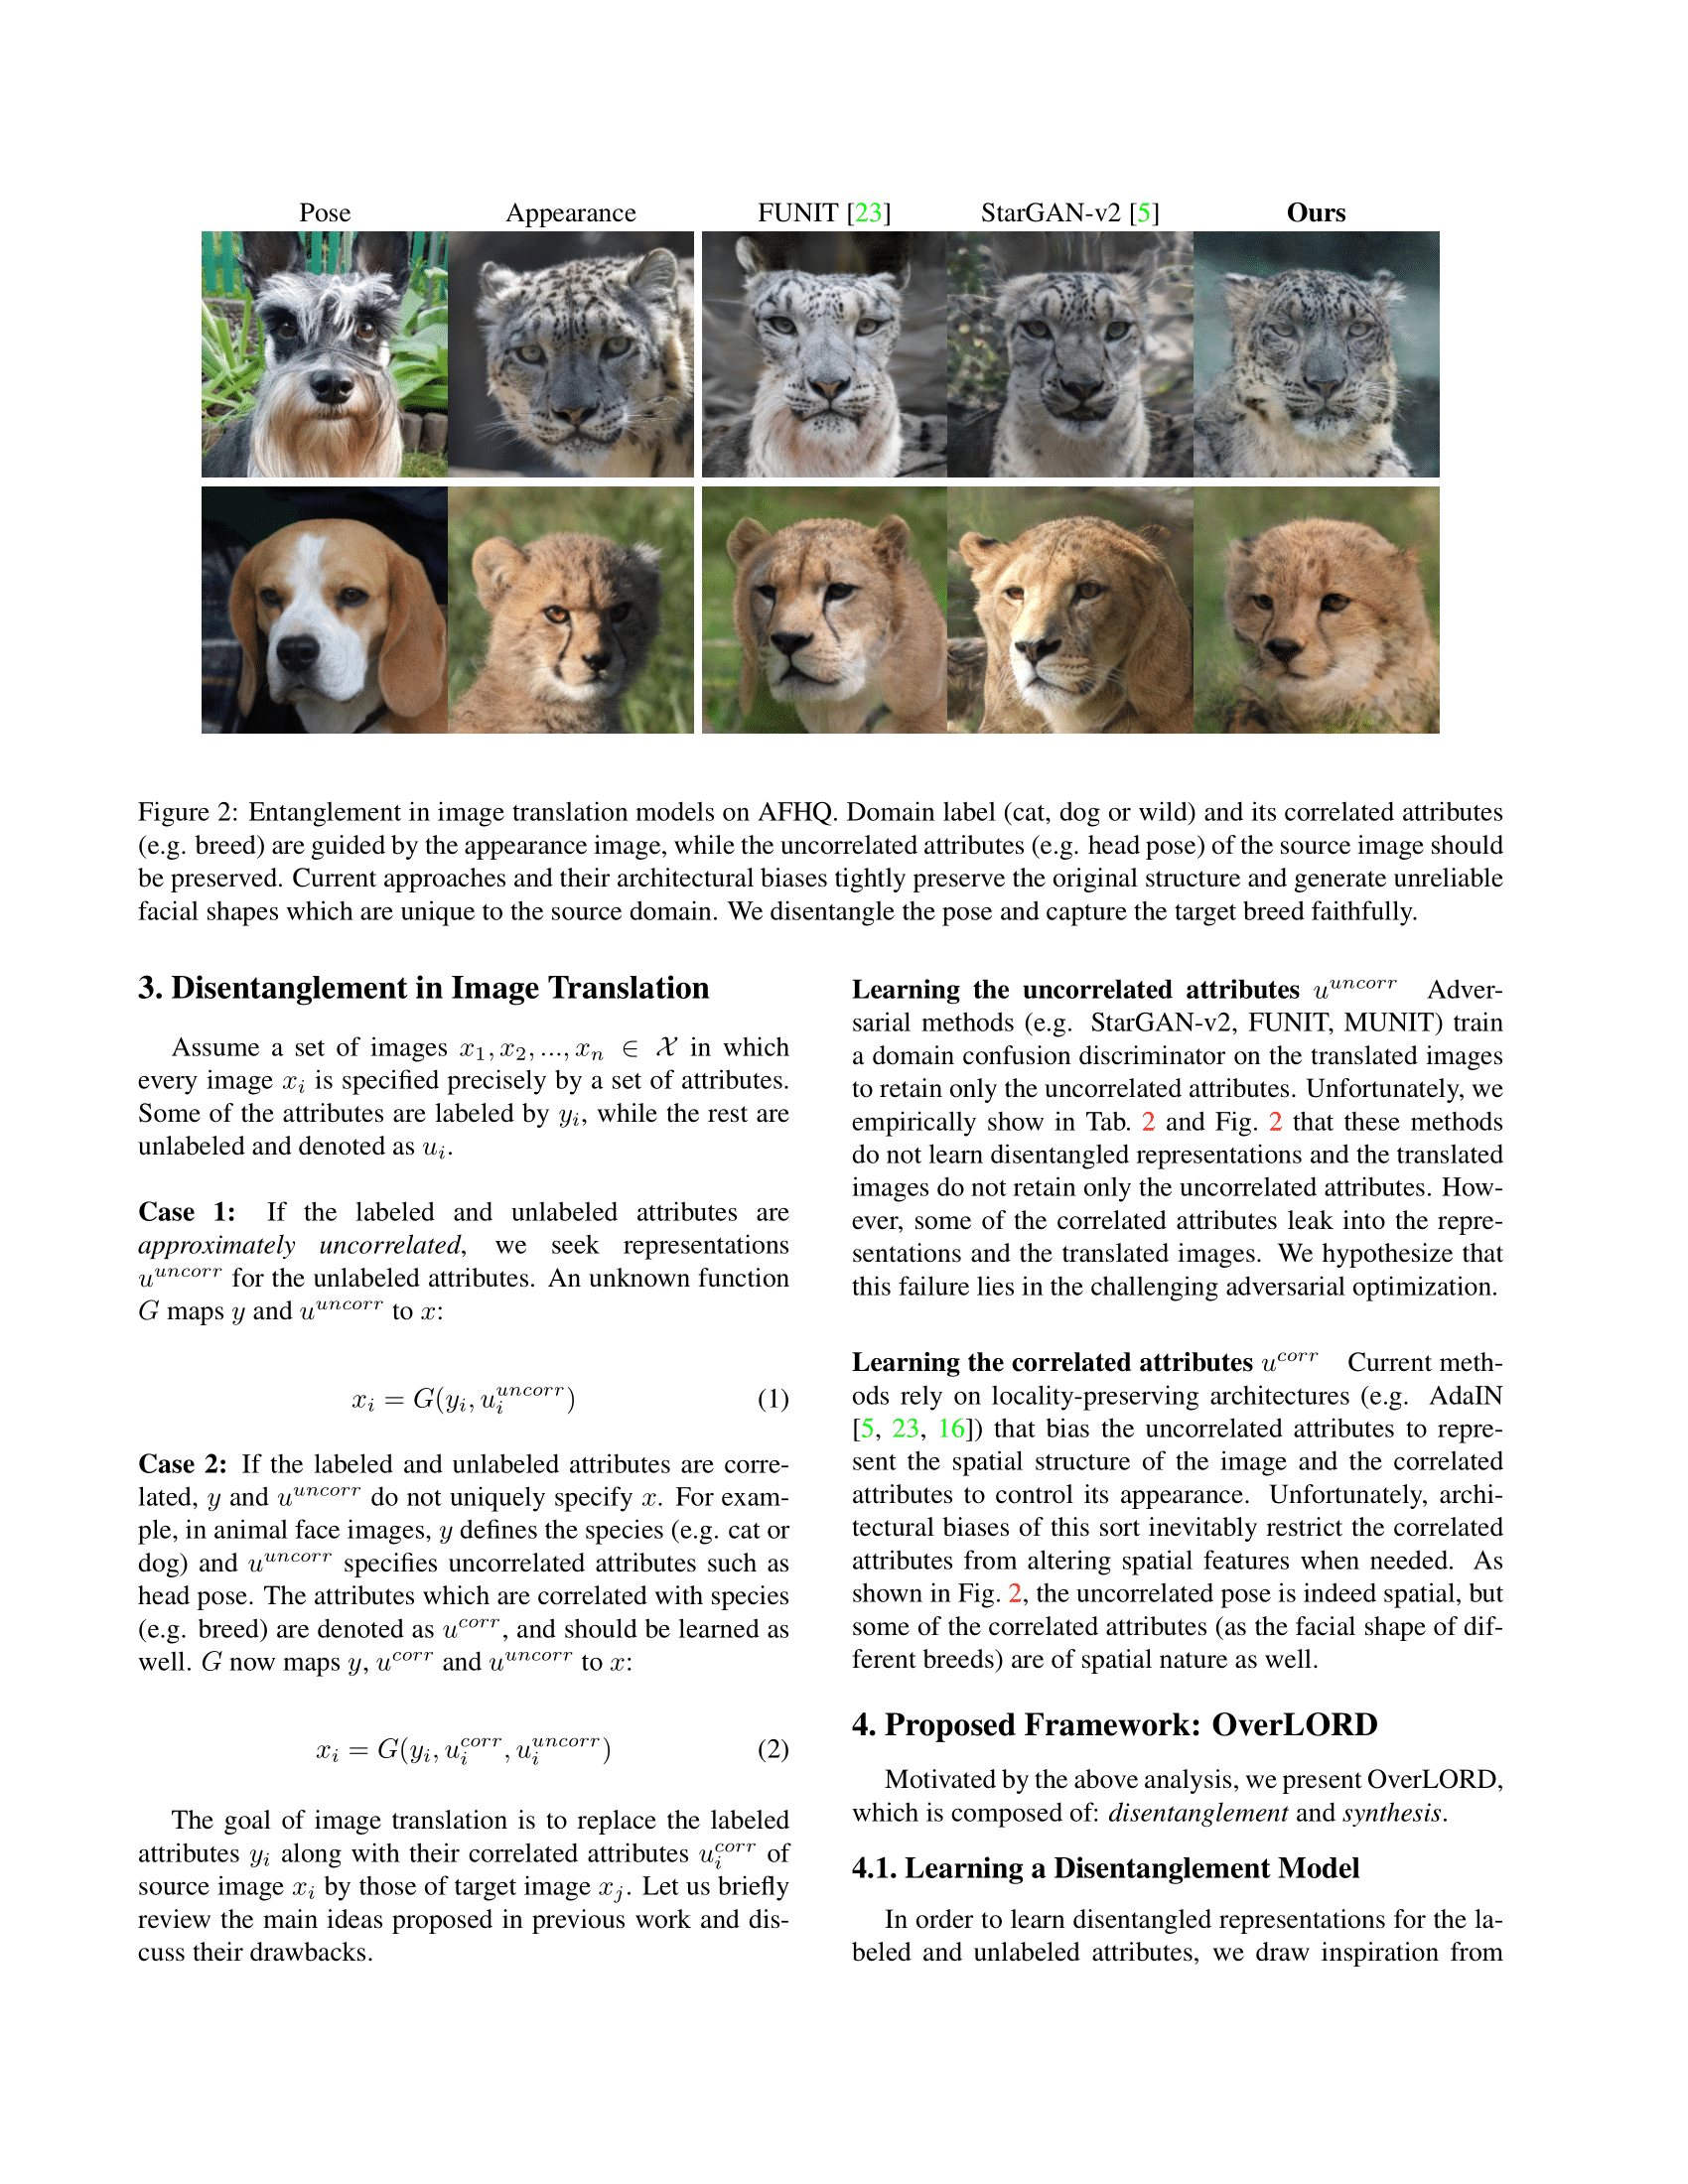 Pose Appearance FUNIT [23] StarGAN-v2 [5] Ours
Figure 2: Entanglement in image translation models on AFHQ. Domain label (cat, dog or wild) and its correlated attributes
(e.g. breed) are guided by the appearance image, while the uncorrelated attributes (e.g. head pose) of the source image should
be preserved. Current approaches and their architectural biases tightly preserve the original structure and generate unreliable
facial shapes which are unique to the source domain. We disentangle the pose and capture the target breed faithfully.
3. Disentanglement in Image Translation
Assume a set of images $x_1, x_2, ..., x_n \in \mathcal{X}$ in which
every image $x_i$ is specified precisely by a set of attributes.
Some of the attributes are labeled by $y_i$, while the rest are
unlabeled and denoted as $u_i$.
Case 1: If the labeled and unlabeled attributes are
approximately uncorrelated, we seek representations
$u^{uncorr}$ for the unlabeled attributes. An unknown function
$G$ maps $y$ and $u^{uncorr}$ to $x$:
$x_i = G(y_i, u_i^{uncorr})$ (1)
Case 2: If the labeled and unlabeled attributes are corre-
lated, $y$ and $u^{uncorr}$ do not uniquely specify $x$. For exam-
ple, in animal face images, $y$ defines the species (e.g. cat or
dog) and $u^{uncorr}$ specifies uncorrelated attributes such as
head pose. The attributes which are correlated with species
(e.g. breed) are denoted as $u^{corr}$, and should be learned as
well. $G$ now maps $y$, $u^{corr}$ and $u^{uncorr}$ to $x$:
$x_i = G(y_i, u_i^{corr}, u_i^{uncorr})$ (2)
The goal of image translation is to replace the labeled
attributes $y_i$ along with their correlated attributes $u_i^{corr}$ of
source image $x_i$ by those of target image $x_j$. Let us briefly
review the main ideas proposed in previous work and dis-
cuss their drawbacks.
Learning the uncorrelated attributes $u^{uncorr}$ Adver-
sarial methods (e.g. StarGAN-v2, FUNIT, MUNIT) train
a domain confusion discriminator on the translated images
to retain only the uncorrelated attributes. Unfortunately, we
empirically show in Tab. 2 and Fig. 2 that these methods
do not learn disentangled representations and the translated
images do not retain only the uncorrelated attributes. How-
ever, some of the correlated attributes leak into the repre-
sentations and the translated images. We hypothesize that
this failure lies in the challenging adversarial optimization.
Learning the correlated attributes $u^{corr}$ Current meth-
ods rely on locality-preserving architectures (e.g. AdaIN
[5, 23, 16]) that bias the uncorrelated attributes to repre-
sent the spatial structure of the image and the correlated
attributes to control its appearance. Unfortunately, archi-
tectural biases of this sort inevitably restrict the correlated
attributes from altering spatial features when needed. As
shown in Fig. 2, the uncorrelated pose is indeed spatial, but
some of the correlated attributes (as the facial shape of dif-
ferent breeds) are of spatial nature as well.
4. Proposed Framework: OverLORD
Motivated by the above analysis, we present OverLORD,
which is composed of: disentanglement and synthesis.
4.1. Learning a Disentanglement Model
In order to learn disentangled representations for the la-
beled and unlabeled attributes, we draw inspiration from